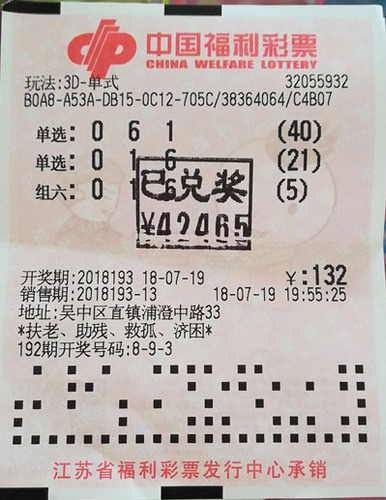 中国福利彩票
CHINA WELFARE LOTTERY
玩法:3D-单式 32055932
B0A8-A53A-DB15-0C12-705C/38364064/C4B07
单选: 0 6 1 (40)
单选: 0 1 6 (21)
组六: 0 1 6 (5)
已兑奖
¥42465
开奖期:2018193 18-07-19 ¥:132
销售期:2018193-13 18-07-19 19:55:25
地址:吴中区直镇浦澄中路33
*扶老、助残、救孤、济困*
192期开奖号码:8-9-3
江苏省福利彩票发行中心承销